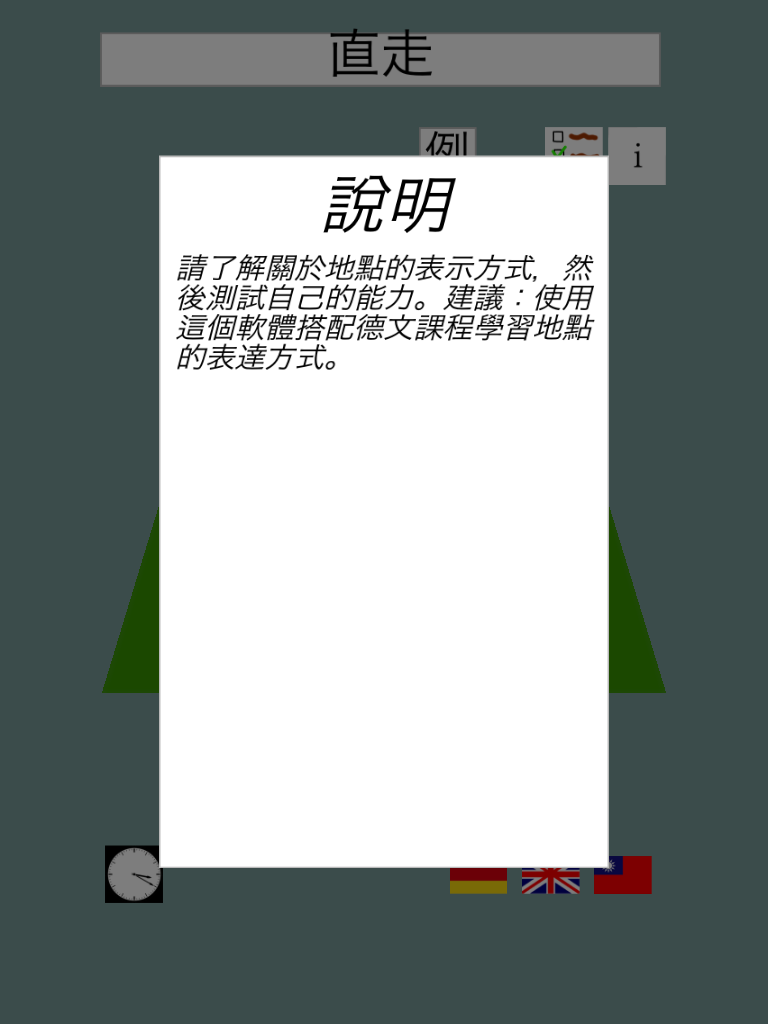 直走
例
i
說明
請了解關於地點的表示方式，然
後測試自己的能力。建議：使用
這個軟體搭配德文課程學習地點
的表達方式。